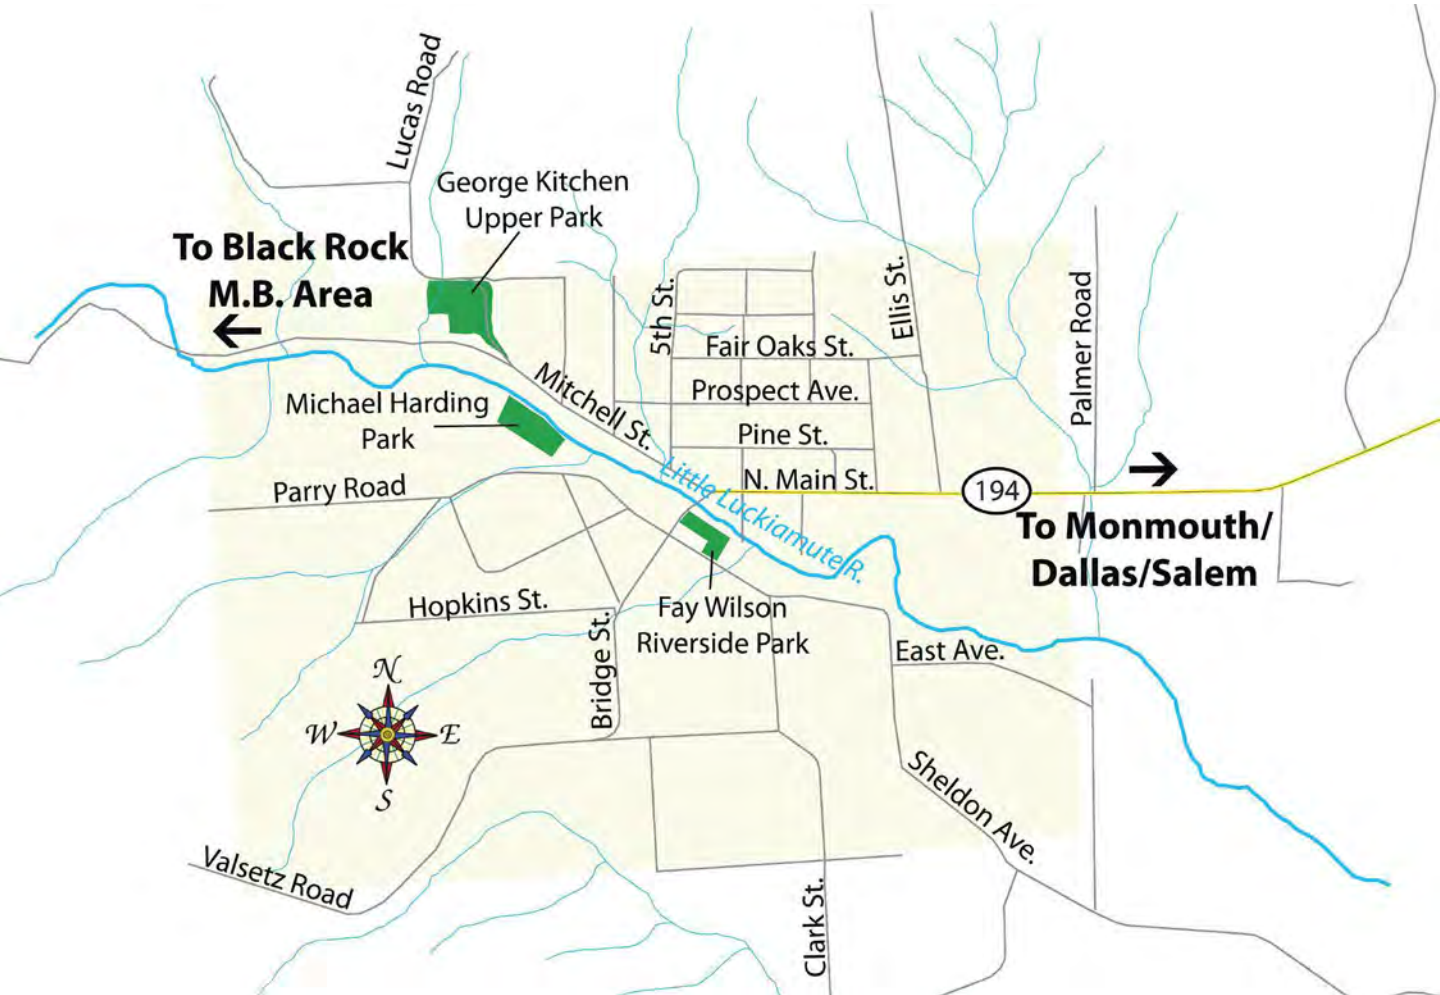 Lucas Road
George Kitchen
Upper Park
To Black Rock
M.B. Area
5th St.
Ellis St.
Palmer Road
Fair Oaks St.
Prospect Ave.
Mitchell St.
Michael Harding
Park
Pine St.
N. Main St.
194
Parry Road
Little Luckiamute R.
To Monmouth/
Dallas/Salem
Hopkins St.
Fay Wilson
Riverside Park
Bridge St.
East Ave.
N
W
E
S
Sheldon Ave.
Valsetz Road
Clark St.